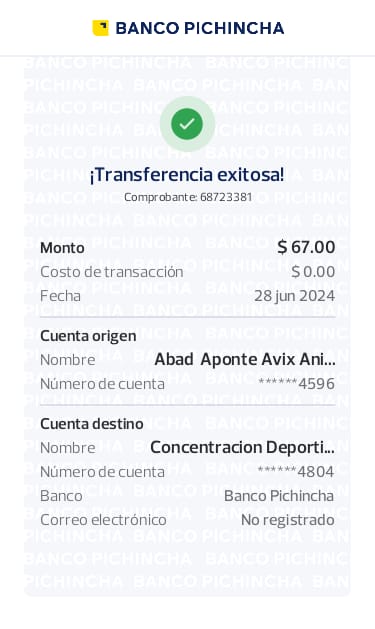 BANCO PICHINCHA
¡Transferencia exitosa!
Comprobante: 68723381
Monto $ 67.00
Costo de transacción $ 0.00
Fecha 28 jun 2024
Cuenta origen
Nombre Abad Aponte Avix Ani...
Número de cuenta ******4596
Cuenta destino
Nombre Concentracion Deporti...
Número de cuenta ******4804
Banco Banco Pichincha
Correo electrónico No registrado